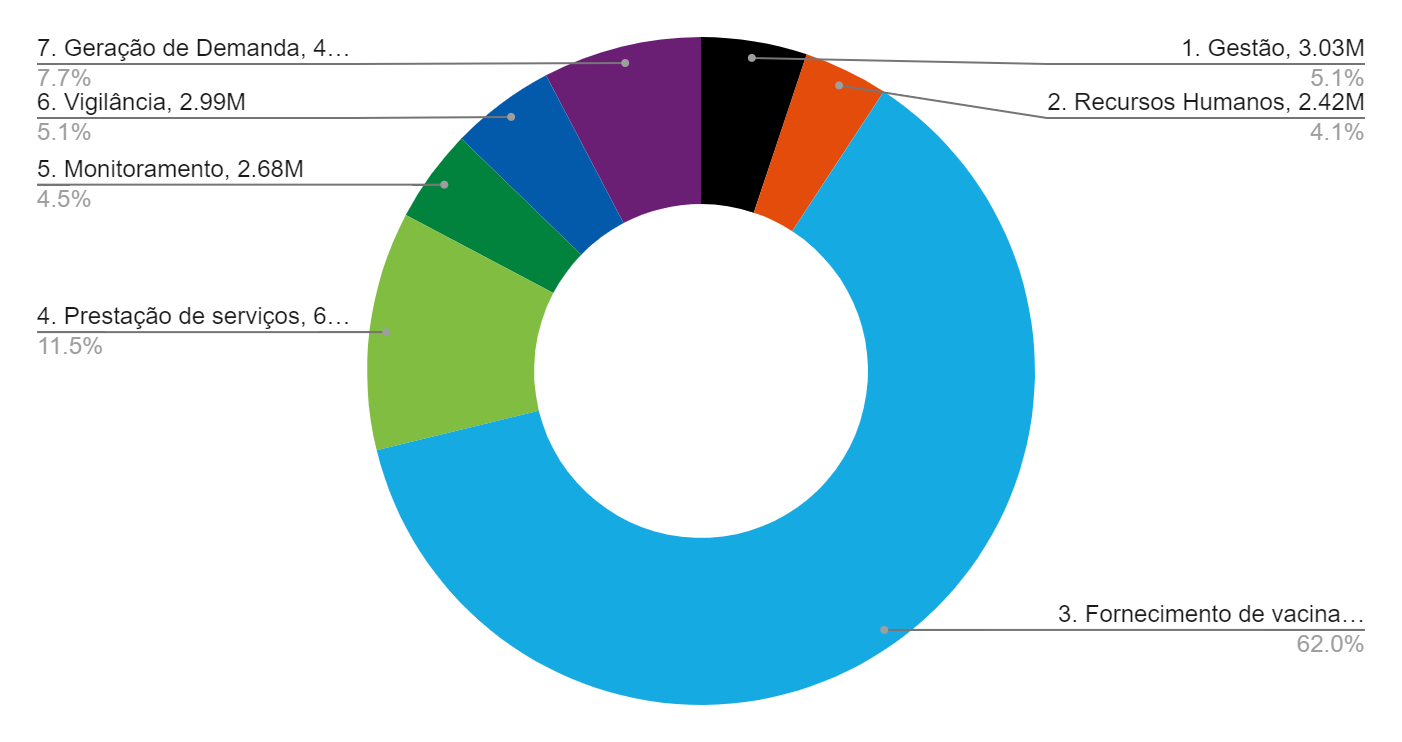 7. Geração de Demanda, 4…
7.7%
6. Vigilância, 2.99M
5.1%
5. Monitoramento, 2.68M
4.5%
4. Prestação de serviços, 6…
11.5%
1. Gestão, 3.03M
5.1%
2. Recursos Humanos, 2.42M
4.1%
3. Fornecimento de vacina…
62.0%